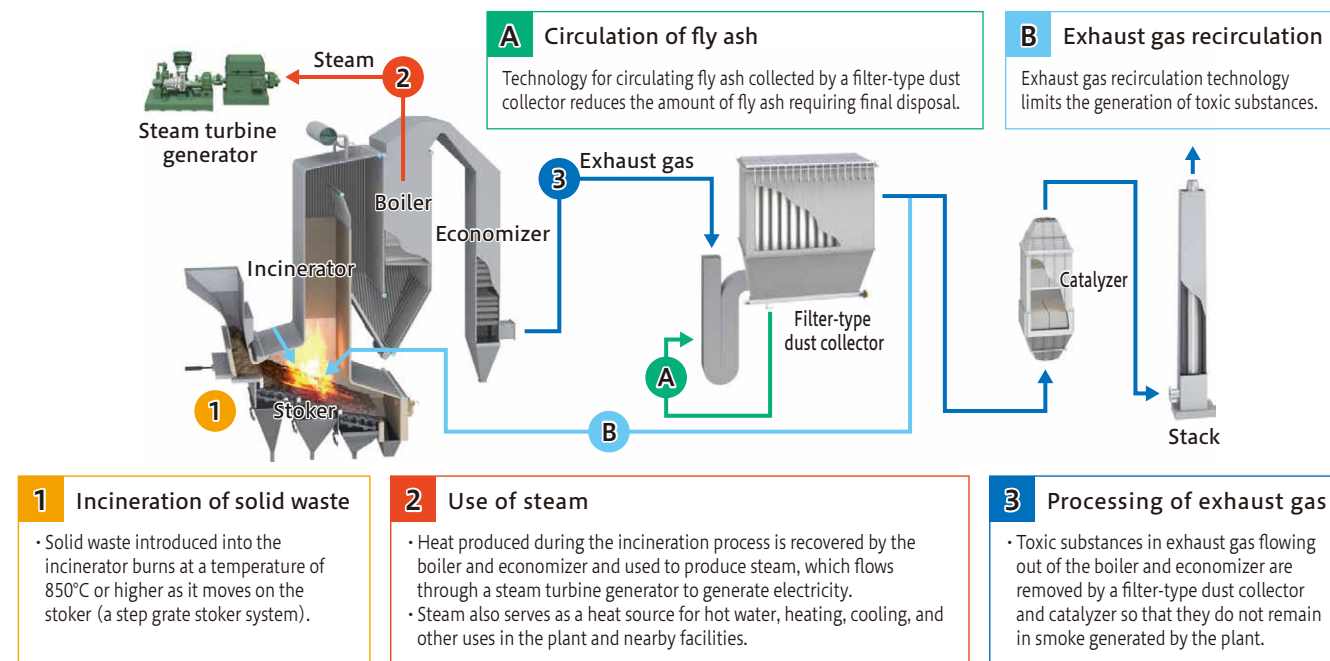 A Circulation of fly ash
Technology for circulating fly ash collected by a filter-type dust
collector reduces the amount of fly ash requiring final disposal.
B Exhaust gas recirculation
Exhaust gas recirculation technology
limits the generation of toxic substances.
Steam
2
Steam turbine
generator
Boiler
Economizer
Incinerator
Stoker
1
3
Exhaust gas
Filter-type
dust collector
A
B
Catalyzer
Stack
1 Incineration of solid waste
・Solid waste introduced into the
incinerator burns at a temperature of
850°C or higher as it moves on the
stoker (a step grate stoker system).
2 Use of steam
・Heat produced during the incineration process is recovered by the
boiler and economizer and used to produce steam, which flows
through a steam turbine generator to generate electricity.
・Steam also serves as a heat source for hot water, heating, cooling, and
other uses in the plant and nearby facilities.
3 Processing of exhaust gas
・Toxic substances in exhaust gas flowing
out of the boiler and economizer are
removed by a filter-type dust collector
and catalyzer so that they do not remain
in smoke generated by the plant.